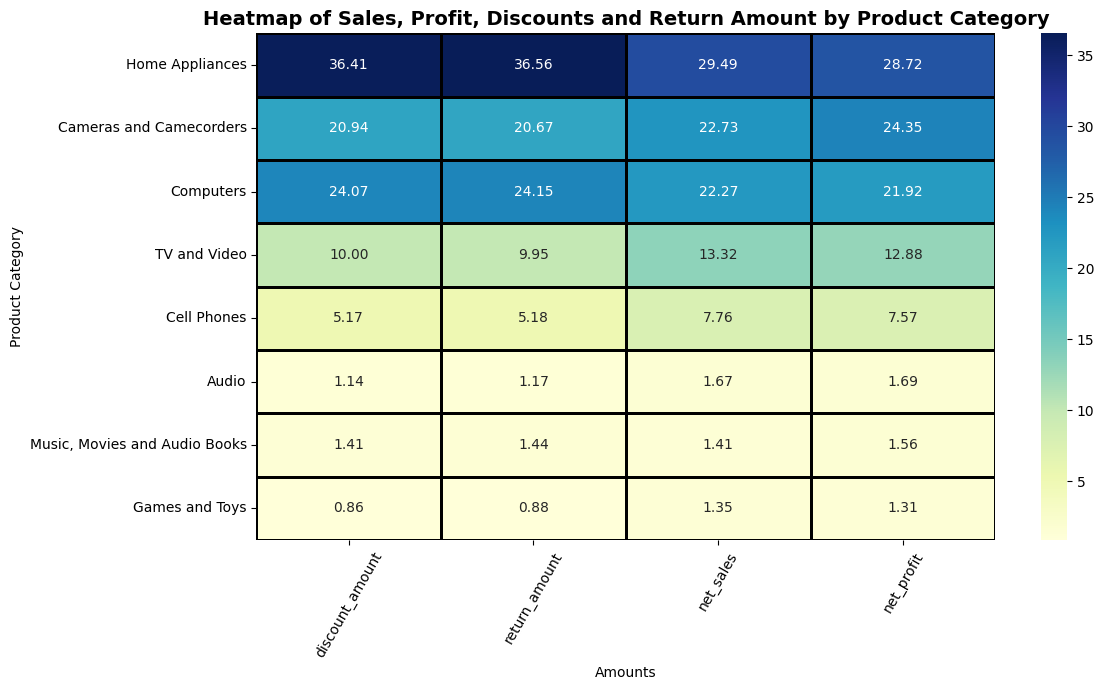 Heatmap of Sales, Profit, Discounts and Return Amount by Product Category
Product Category
Home Appliances 36.41 36.56 29.49 28.72
Cameras and Camecorders 20.94 20.67 22.73 24.35
Computers 24.07 24.15 22.27 21.92
TV and Video 10.00 9.95 13.32 12.88
Cell Phones 5.17 5.18 7.76 7.57
Audio 1.14 1.17 1.67 1.69
Music, Movies and Audio Books 1.41 1.44 1.41 1.56
Games and Toys 0.86 0.88 1.35 1.31
discount_amount return_amount net_sales net_profit
Amounts
35
30
25
20
15
10
5